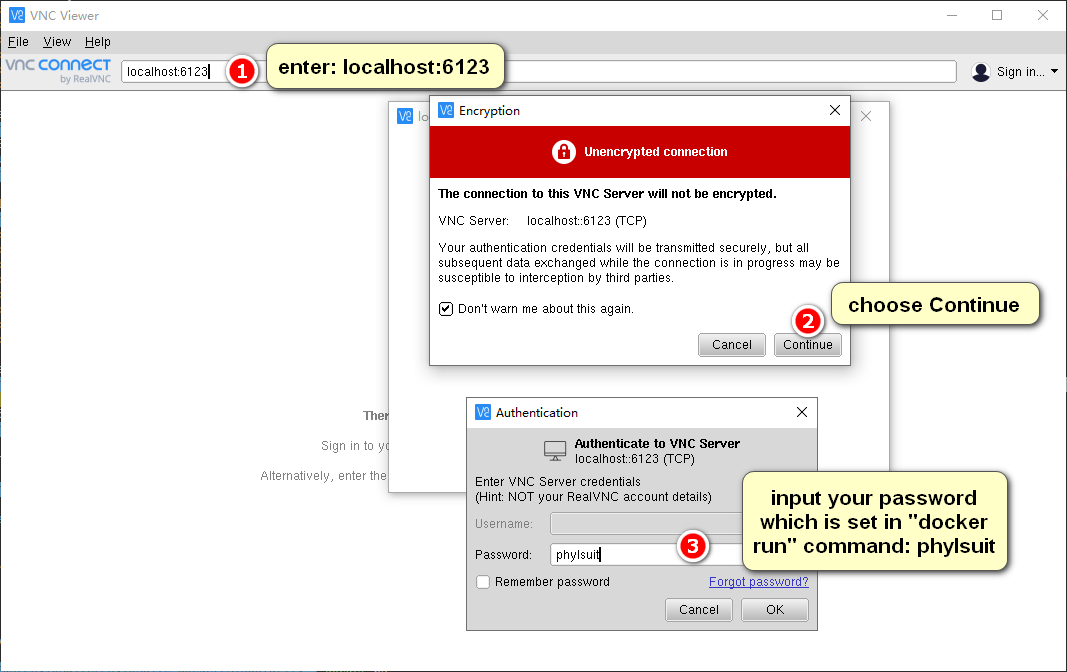 VNC Viewer
File View Help
vnc connect
by RealVNC
localhost:6123
1
enter: localhost:6123
Sign in...
lo
Encryption
Unencrypted connection
The connection to this VNC Server will not be encrypted.
VNC Server: localhost::6123 (TCP)
Your authentication credentials will be transmitted securely, but all
subsequent data exchanged while the connection is in progress may be
susceptible to interception by third parties.
Don't warn me about this again.
2
choose Continue
Cancel Continue
Ther
Sign in to yo
Alternatively, enter the
Authentication
Authenticate to VNC Server
localhost::6123 (TCP)
Enter VNC Server credentials
(Hint: NOT your RealVNC account details)
Username:
Password: phylsuit
3
input your password
which is set in "docker
run" command: phylsuit
Remember password Forgot password?
Cancel OK